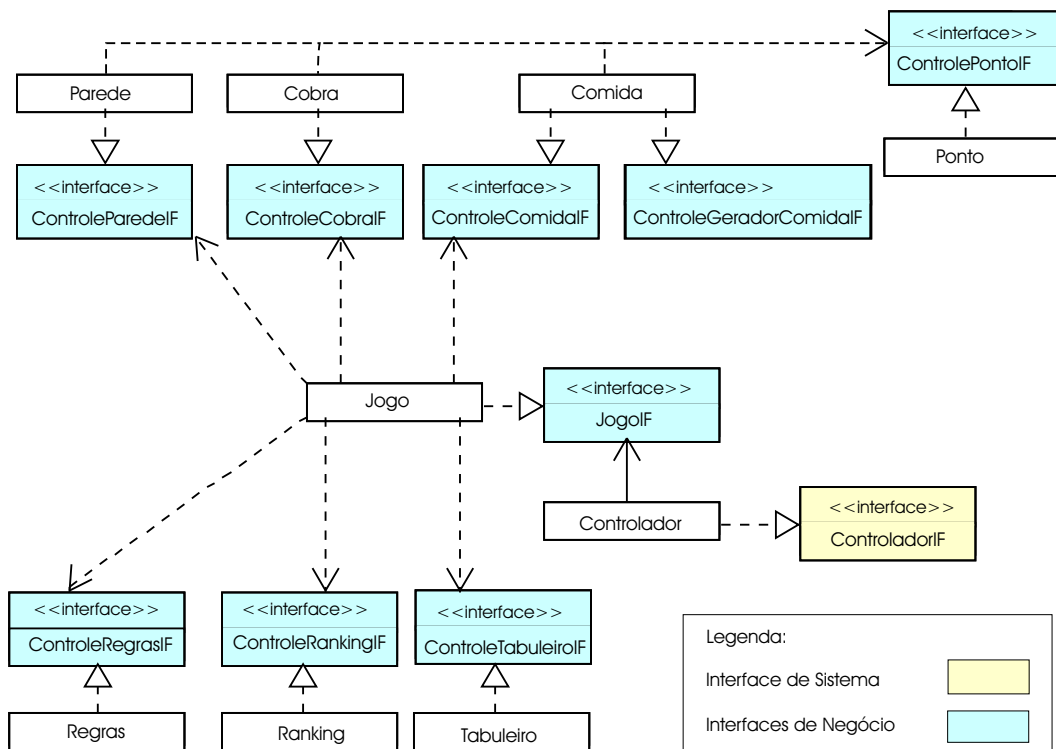 <<interface>>
ControlePontoIF
Parede
Cobra
Comida
Ponto
<<interface>>
ControleParedeIF
<<interface>>
ControleCobraIF
<<interface>>
ControleComidaIF
<<interface>>
ControleGeradorComidaIF
Jogo
<<interface>>
JogoIF
Controlador
<<interface>>
ControladorIF
<<interface>>
ControleRegrasIF
<<interface>>
ControleRankingIF
<<interface>>
ControleTabuleiroIF
Regras
Ranking
Tabuleiro
Legenda:
Interface de Sistema
Interfaces de Negócio